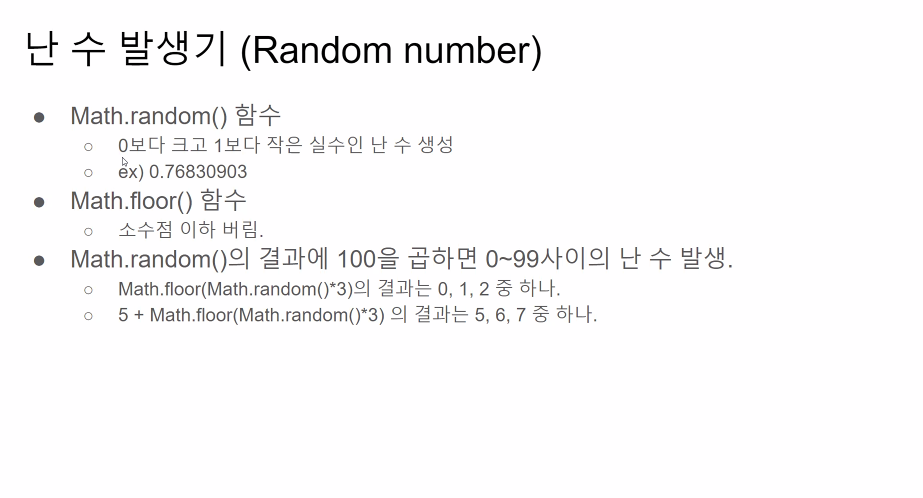 난 수 발생기 (Random number)
● Math.random() 함수
○ 0보다 크고 1보다 작은 실수인 난 수 생성
○ ex) 0.76830903
● Math.floor() 함수
○ 소수점 이하 버림.
● Math.random()의 결과에 100을 곱하면 0~99사이의 난 수 발생.
○ Math.floor(Math.random()*3)의 결과는 0, 1, 2 중 하나.
○ 5 + Math.floor(Math.random()*3) 의 결과는 5, 6, 7 중 하나.